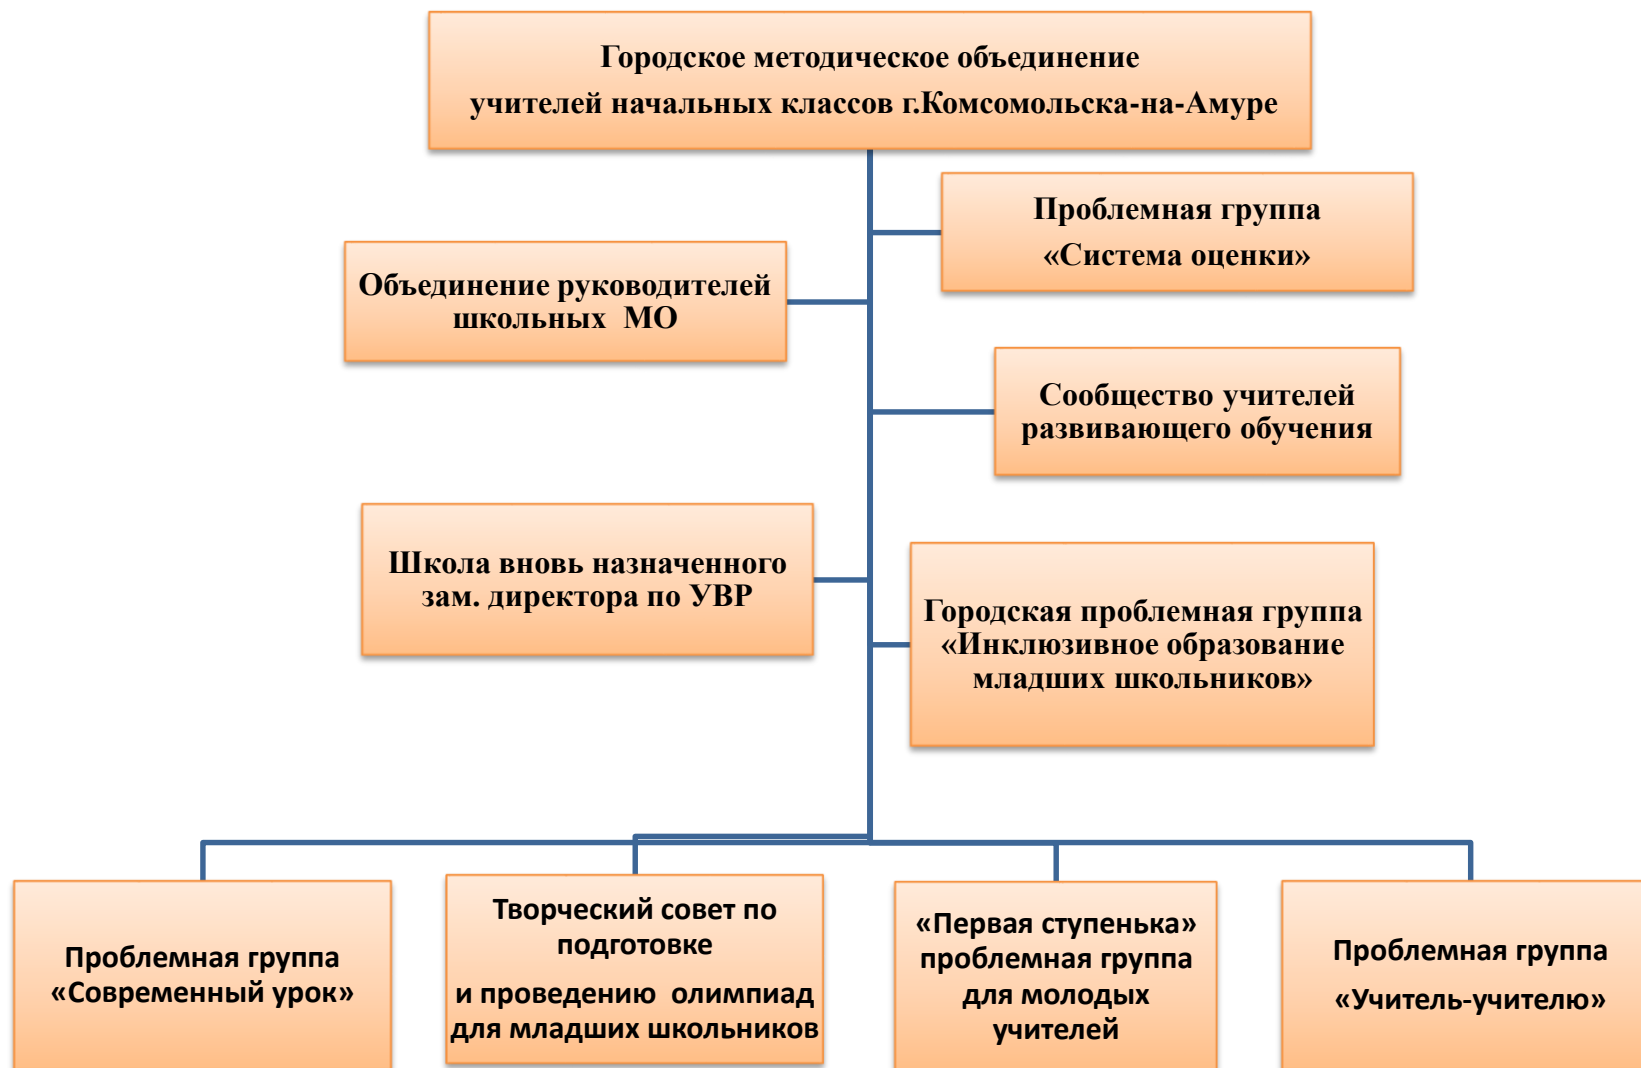 Городское методическое объединение
учителей начальных классов г.Комсомольска-на-Амуре
Проблемная группа
«Система оценки»
Объединение руководителей
школьных МО
Сообщество учителей
развивающего обучения
Школа вновь назначенного
зам. директора по УВР
Городская проблемная группа
«Инклюзивное образование
младших школьников»
Проблемная группа
«Современный урок»
Творческий совет по
подготовке
и проведению олимпиад
для младших школьников
«Первая ступенька»
проблемная группа
для молодых
учителей
Проблемная группа
«Учитель-учителю»